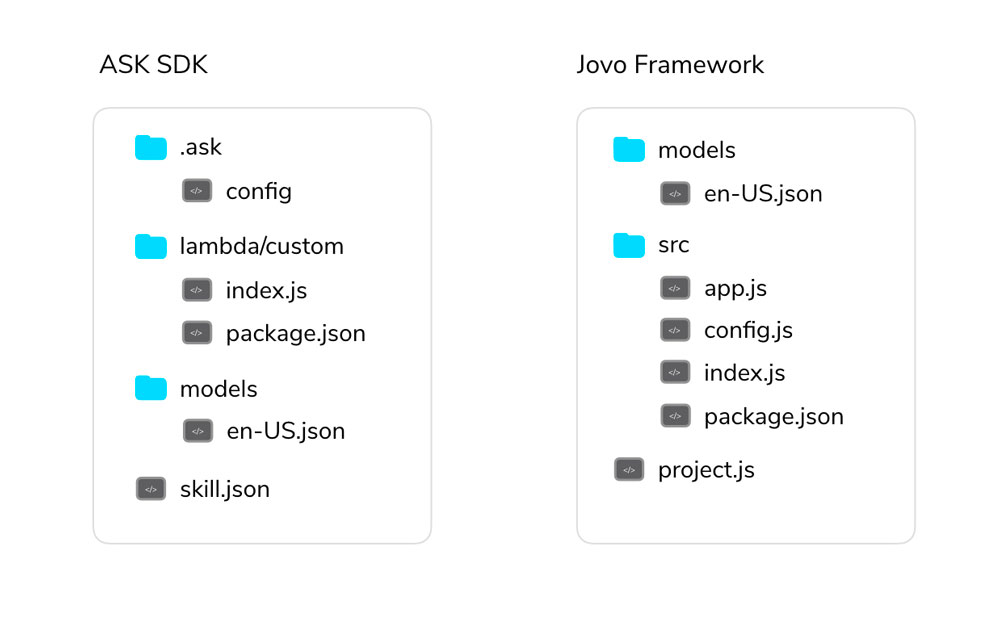 ASK SDK
.ask
</> config
lambda/custom
</> index.js
</> package.json
models
</> en-US.json
</> skill.json
Jovo Framework
models
</> en-US.json
src
</> app.js
</> config.js
</> index.js
</> package.json
</> project.js